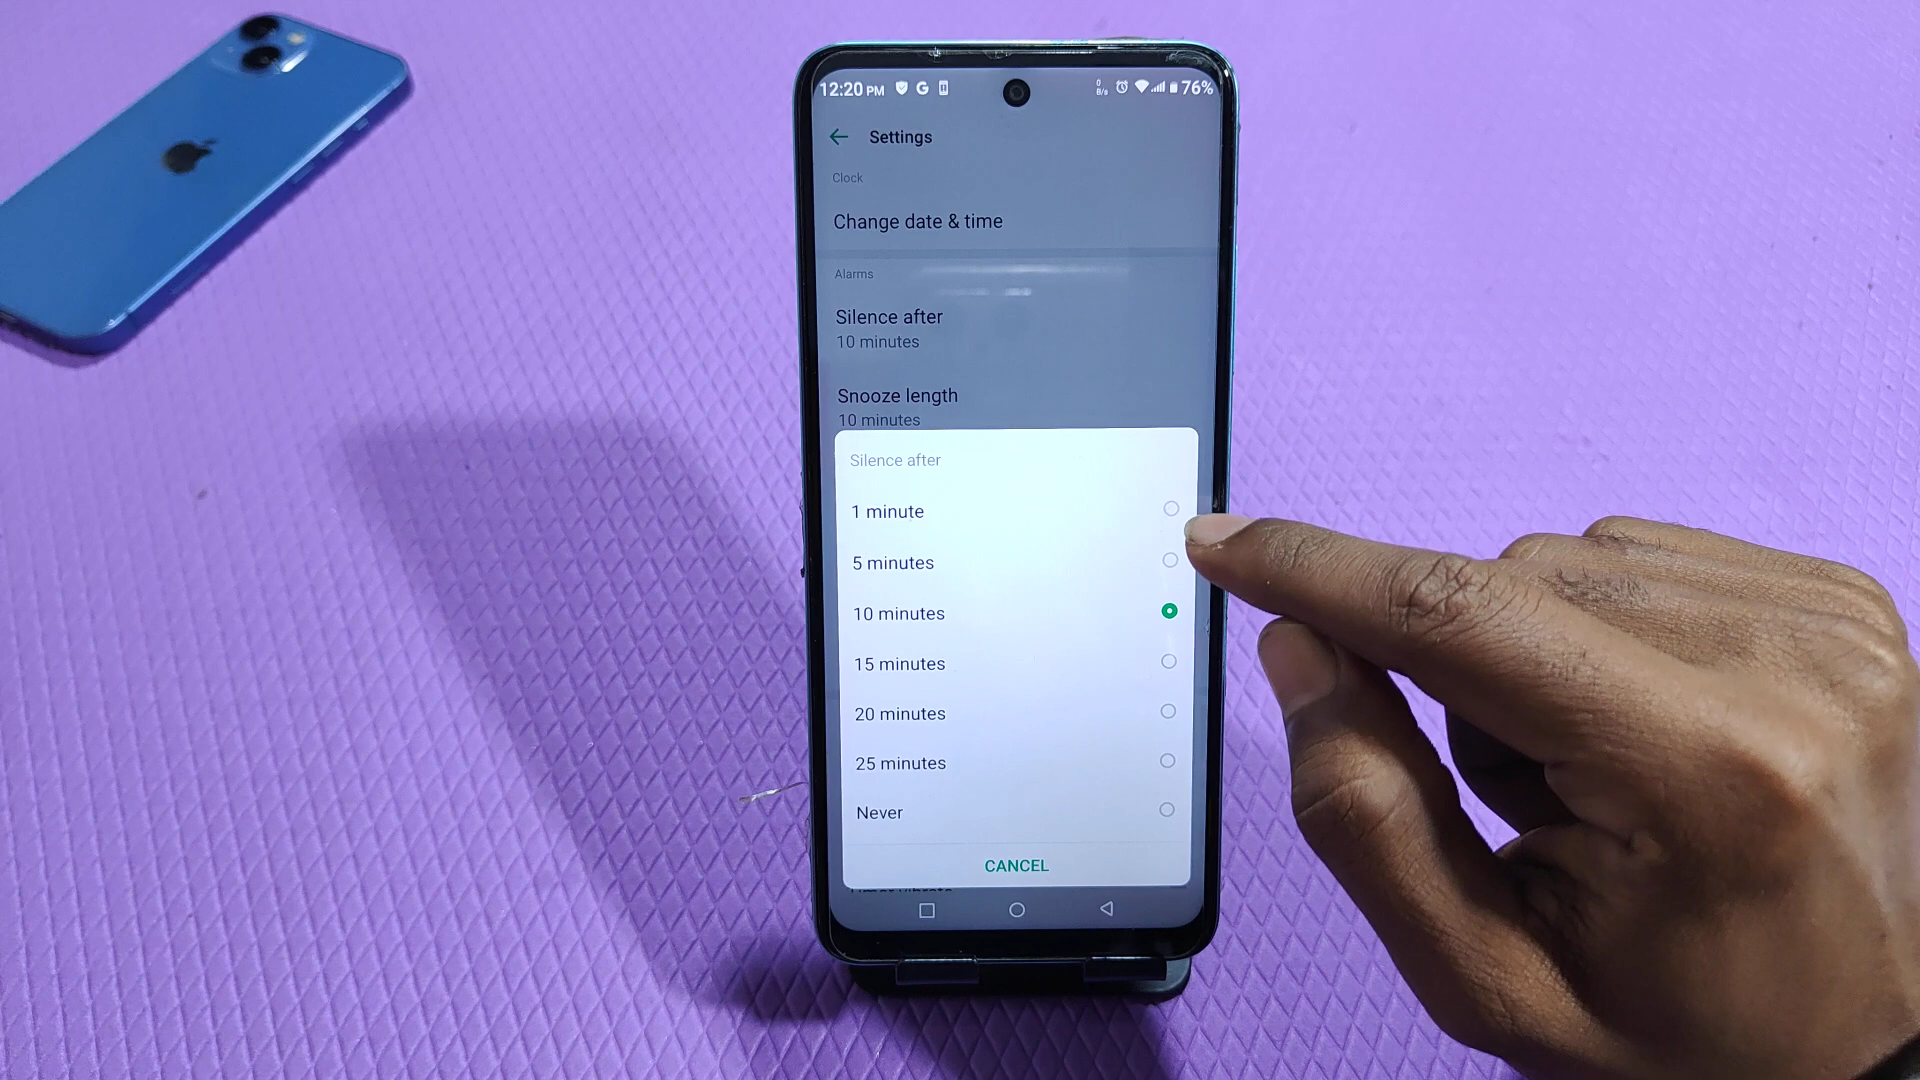 12:20 PM G 0 B/s 76%
Settings
Clock
Change date & time
Alarms
Silence after
10 minutes
Snooze length
10 minutes
Silence after
1 minute
5 minutes
10 minutes
15 minutes
20 minutes
25 minutes
Never
CANCEL